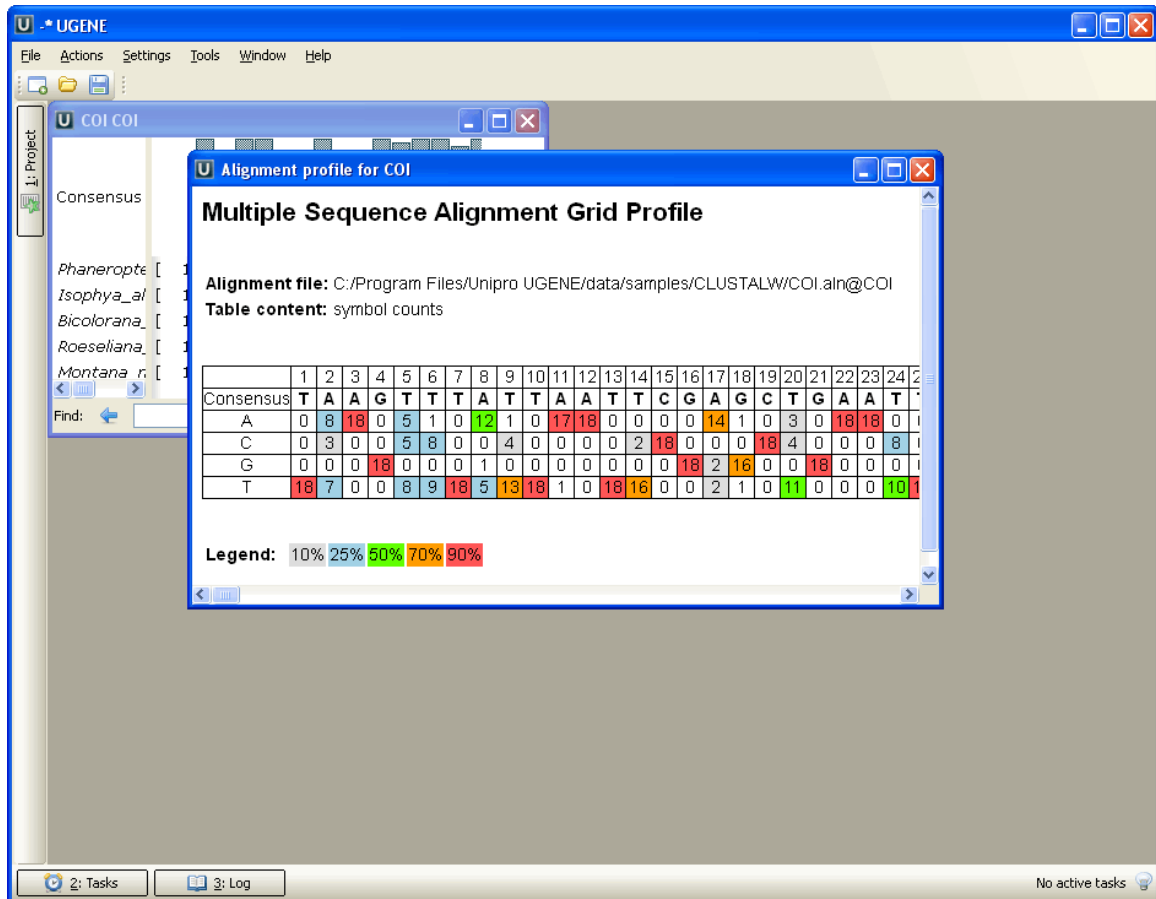 -* UGENE
File Actions Settings Tools Window Help
1: Project
COI COI
Consensus
Phaneropte [ 1
Isophya_al [ 1
Bicolorana_ [ 1
Roeseliana_ [ 1
Montana_r [ 1
Find:
Alignment profile for COI
Multiple Sequence Alignment Grid Profile
Alignment file: C:/Program Files/Unipro UGENE/data/samples/CLUSTALW/COI.aln@COI
Table content: symbol counts
1 2 3 4 5 6 7 8 9 10 11 12 13 14 15 16 17 18 19 20 21 22 23 24 2
Consensus T A A G T T T A T T A A T T C G A G C T G A A T
A 0 8 18 0 5 1 0 12 1 0 17 18 0 0 0 0 14 1 0 3 0 18 18 0
C 0 3 0 0 5 8 0 0 4 0 0 0 0 2 18 0 0 0 18 4 0 0 0 8
G 0 0 0 18 0 0 0 1 0 0 0 0 0 0 0 18 2 16 0 0 18 0 0 0
T 18 7 0 0 8 9 18 5 13 18 1 0 18 16 0 0 2 1 0 11 0 0 0 10 1
Legend: 10% 25% 50% 70% 90%
2: Tasks 3: Log No active tasks